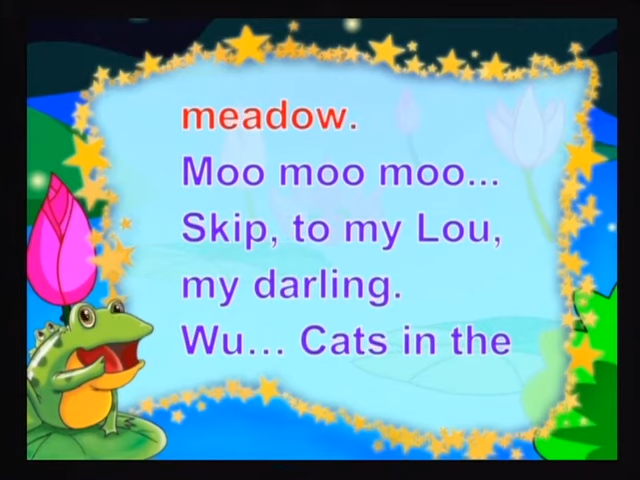 meadow.
Moo moo moo...
Skip, to my Lou,
my darling.
Wu... Cats in the